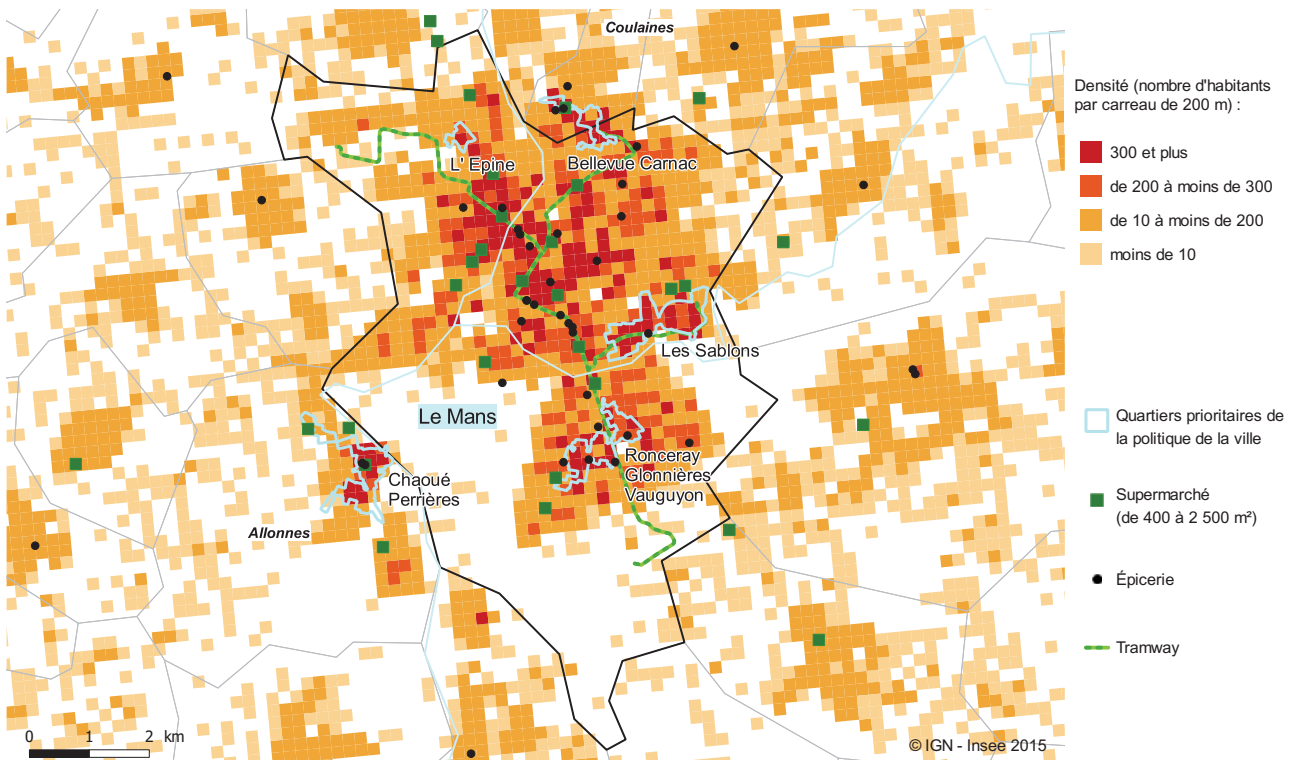 Coulaines
L' Epine
Bellevue Carnac
Les Sablons
Le Mans
Ronceray
Glonnières
Vauguyon
Chaoué
Perrières
Allonnes
0 1 2 km
© IGN - Insee 2015
Densité (nombre d'habitants
par carreau de 200 m) :
300 et plus
de 200 à moins de 300
de 10 à moins de 200
moins de 10
Quartiers prioritaires de
la politique de la ville
Supermarché
(de 400 à 2 500 m²)
Épicerie
Tramway